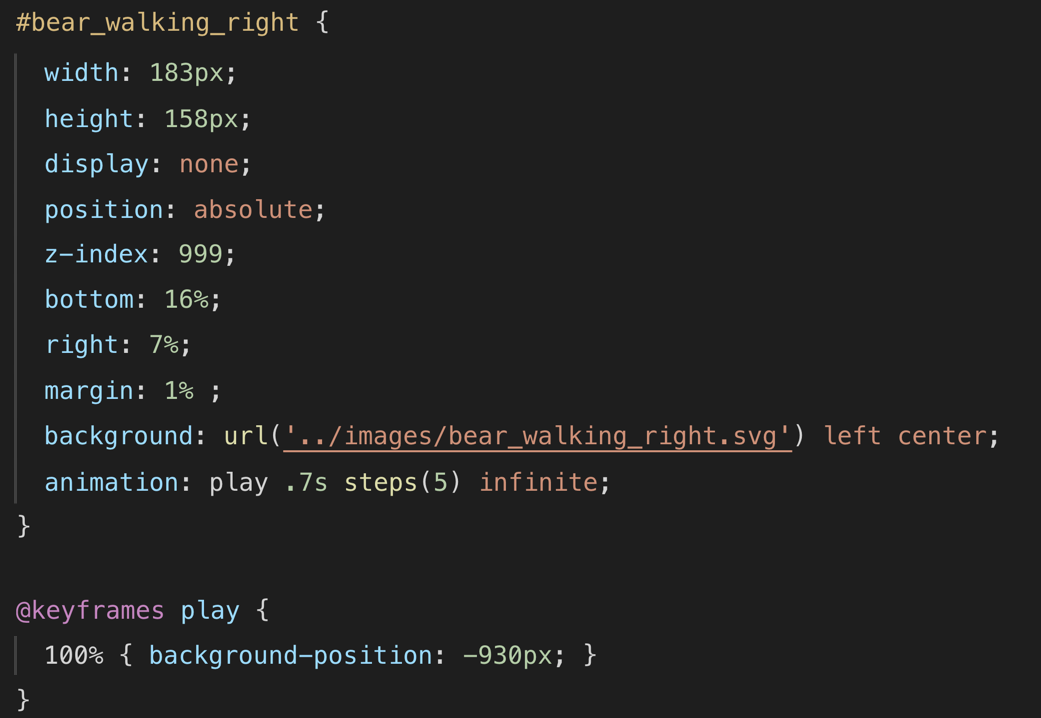 #bear_walking_right {
width: 183px;
height: 158px;
display: none;
position: absolute;
z-index: 999;
bottom: 16%;
right: 7%;
margin: 1% ;
background: url('../images/bear_walking_right.svg') left center;
animation: play .7s steps(5) infinite;
}
@keyframes play {
100% { background-position: -930px; }
}